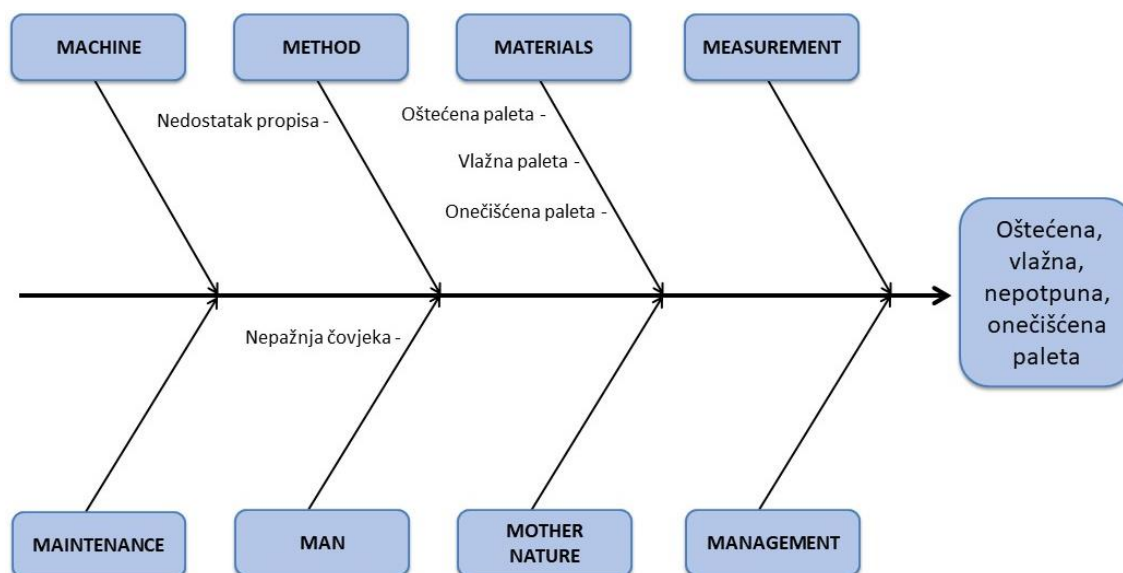 MACHINE
METHOD
MATERIALS
MEASUREMENT
Nedostatak propisa -
Oštećena paleta -
Vlažna paleta -
Onečišćena paleta -
Oštećena,
vlažna,
nepotpuna,
onečišćena
paleta
Nepažnja čovjeka -
MAINTENANCE
MAN
MOTHER
NATURE
MANAGEMENT